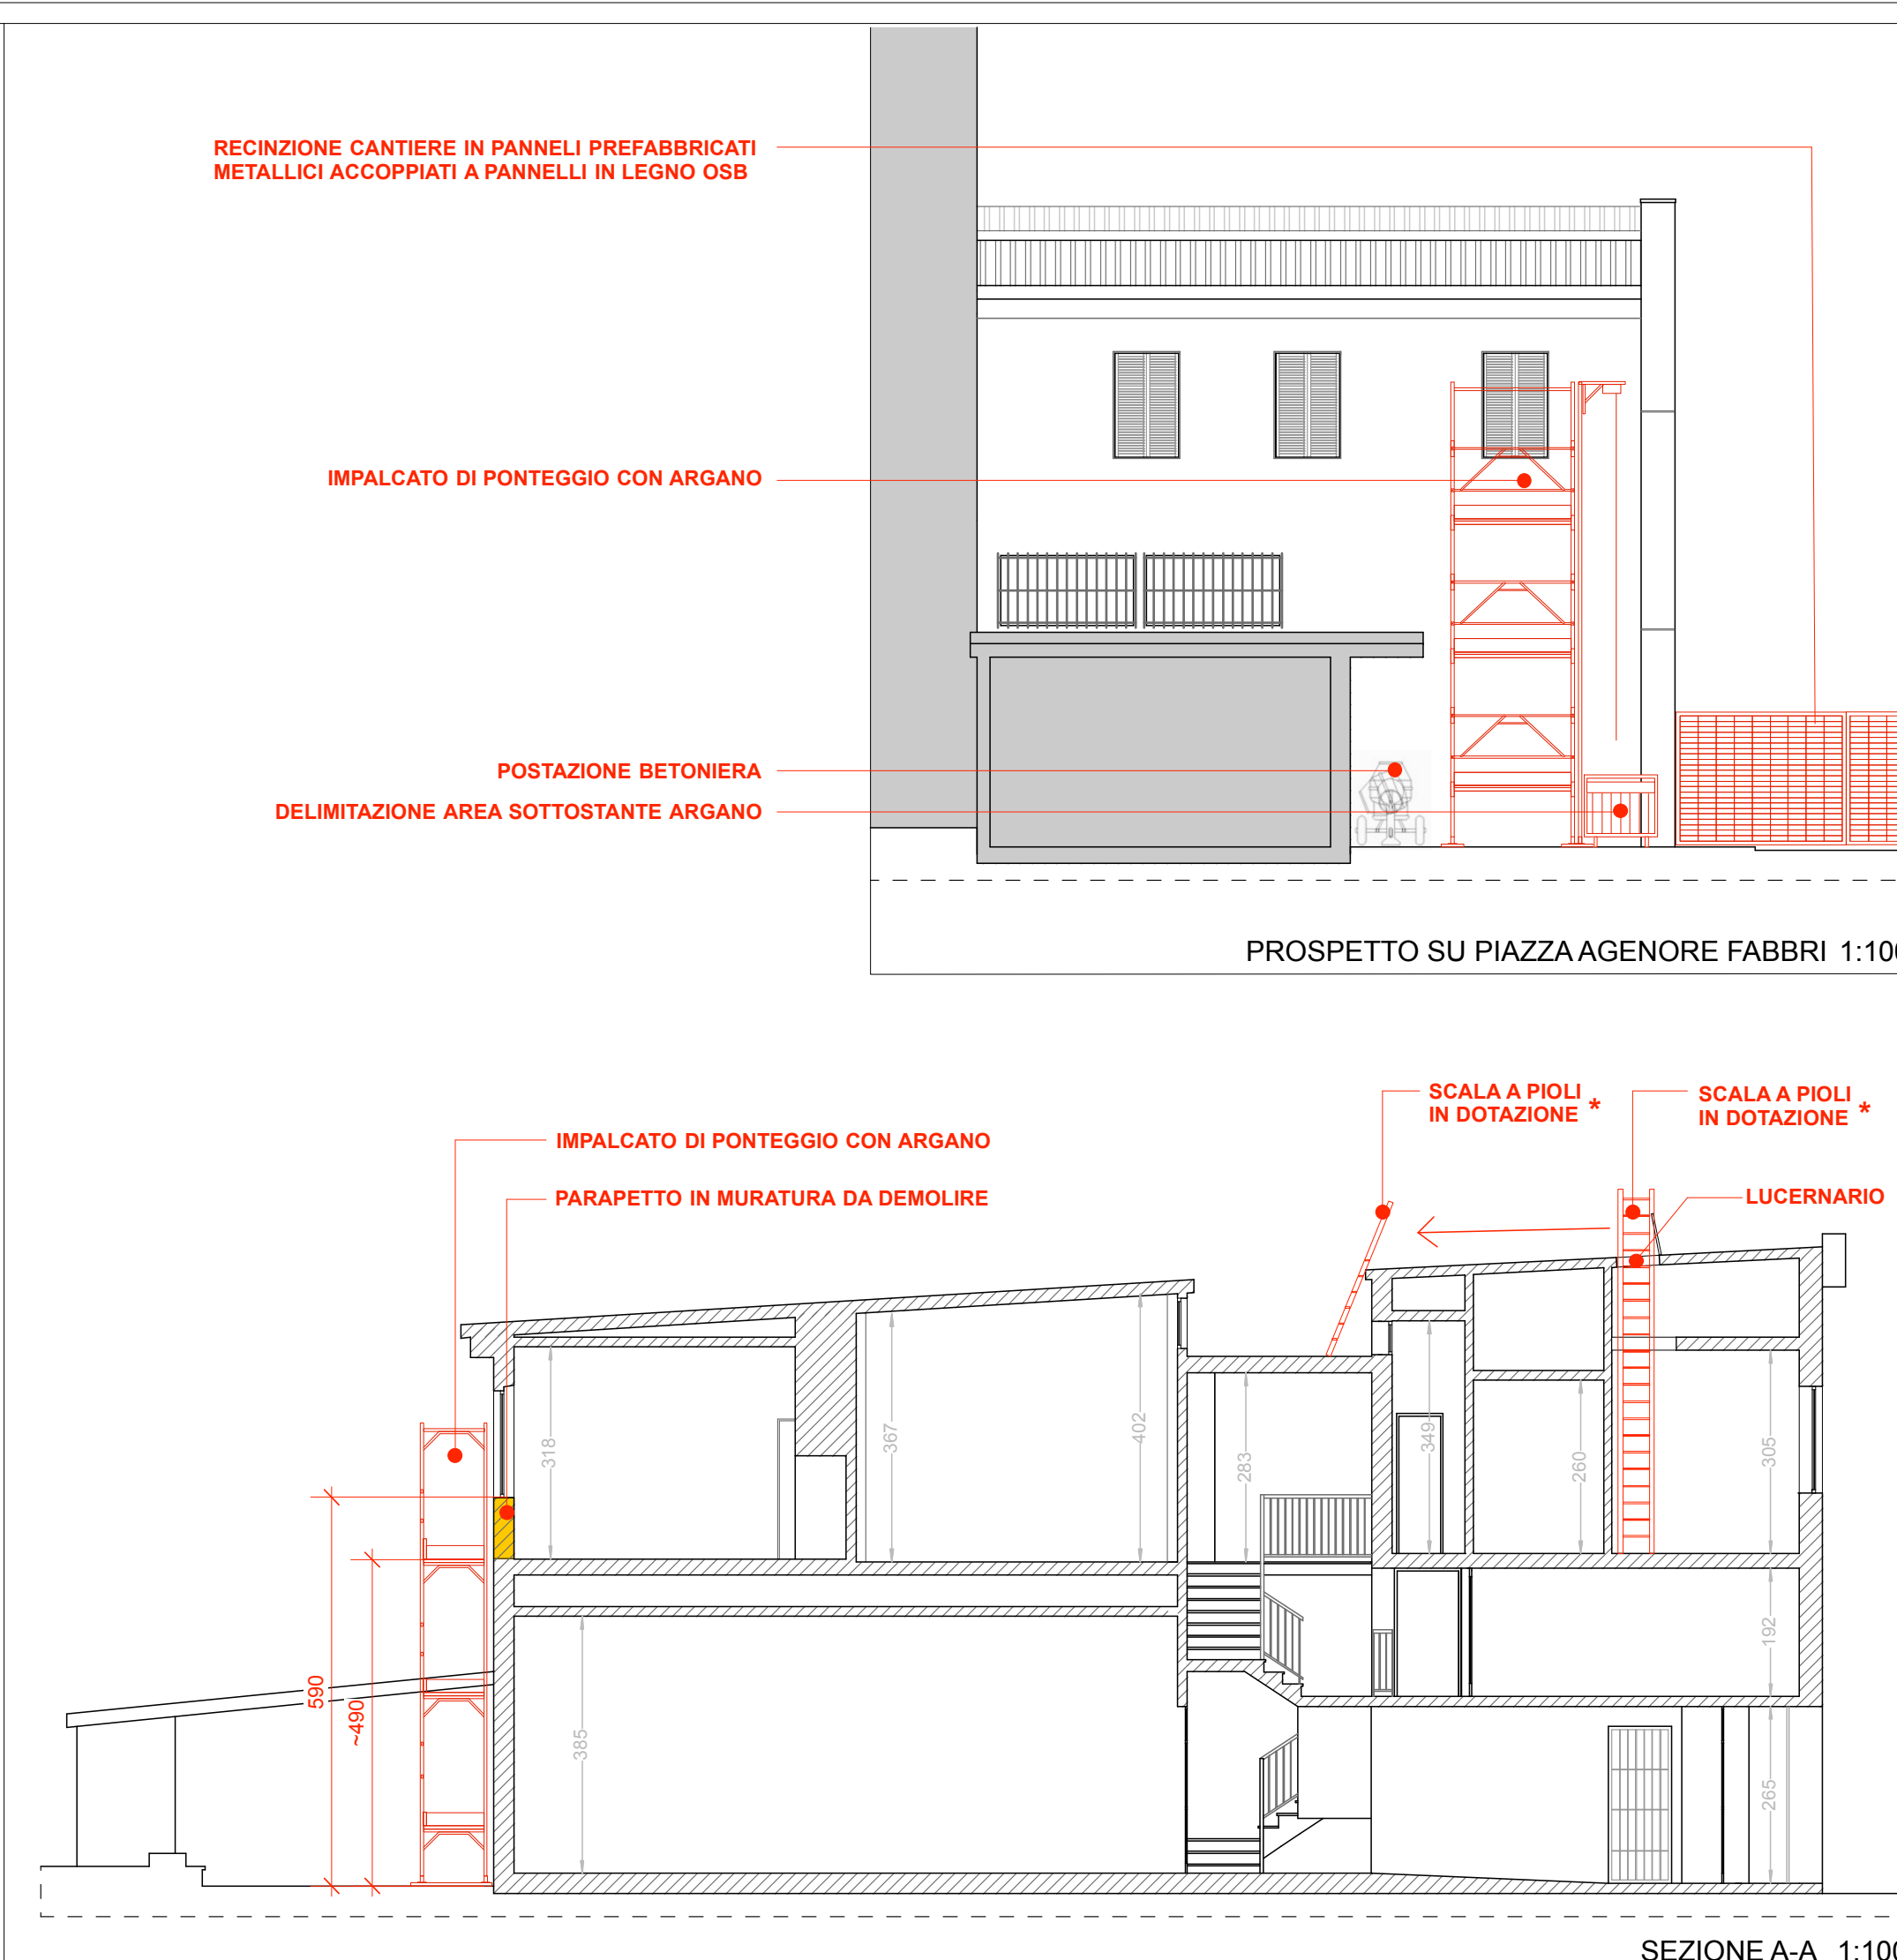 RECINZIONE CANTIERE IN PANNELI PREFABBRICATI
METALLICI ACCOPPIATI A PANNELLI IN LEGNO OSB
IMPALCATO DI PONTEGGIO CON ARGANO
POSTAZIONE BETONIERA
DELIMITAZIONE AREA SOTTOSTANTE ARGANO
PROSPETTO SU PIAZZA AGENORE FABBRI 1:100
SCALA A PIOLI
IN DOTAZIONE *
SCALA A PIOLI
IN DOTAZIONE *
IMPALCATO DI PONTEGGIO CON ARGANO
PARAPETTO IN MURATURA DA DEMOLIRE
LUCERNARIO
318
367
402
283
349
260
305
590
~490
385
192
265
SEZIONE A-A 1:100